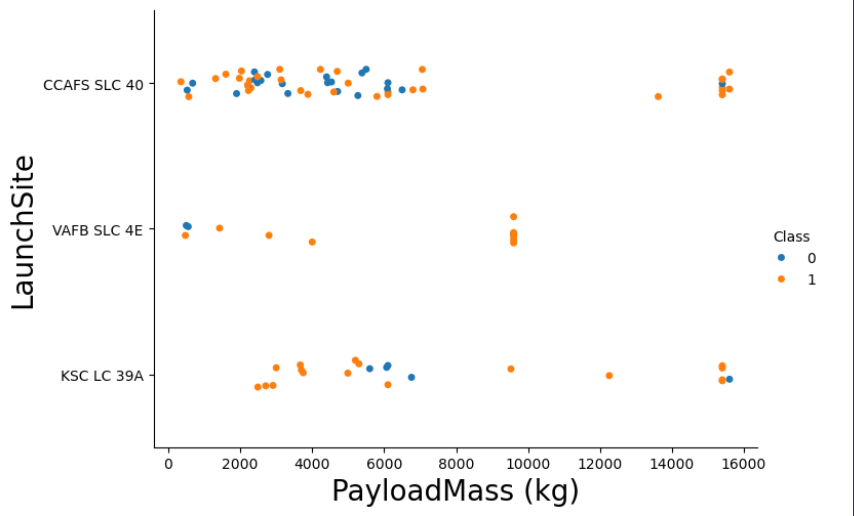 CCAFS SLC 40
VAFB SLC 4E
KSC LC 39A
LaunchSite
0 2000 4000 6000 8000 10000 12000 14000 16000
PayloadMass (kg)
Class
0
1